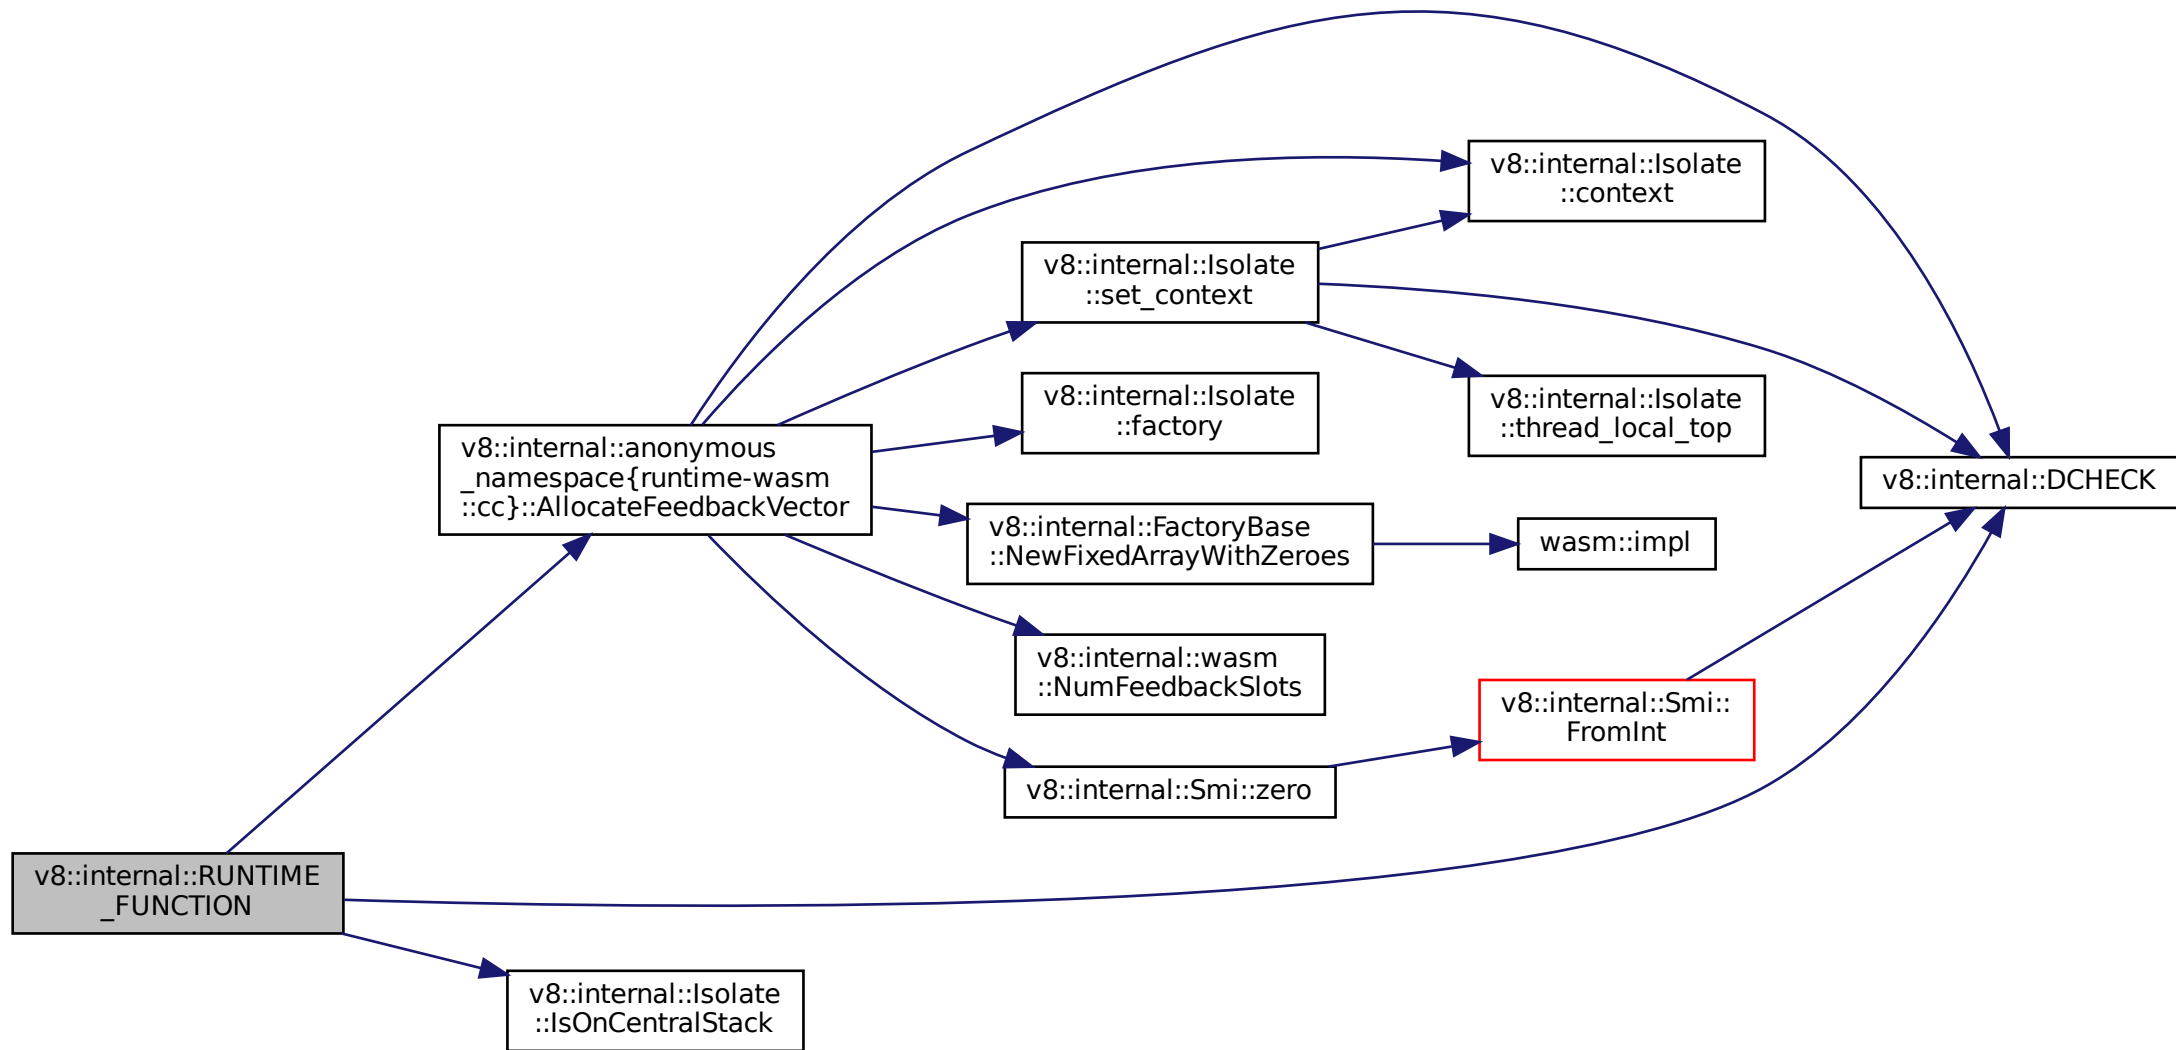 v8::internal::Isolate
::context
v8::internal::Isolate
::set_context
v8::internal::Isolate
::factory
v8::internal::Isolate
::thread_local_top
v8::internal::anonymous
_namespace{runtime-wasm
::cc}::AllocateFeedbackVector
v8::internal::DCHECK
v8::internal::FactoryBase
::NewFixedArrayWithZeroes
wasm::impl
v8::internal::wasm
::NumFeedbackSlots
v8::internal::Smi::
FromInt
v8::internal::Smi::zero
v8::internal::RUNTIME
_FUNCTION
v8::internal::Isolate
::IsOnCentralStack